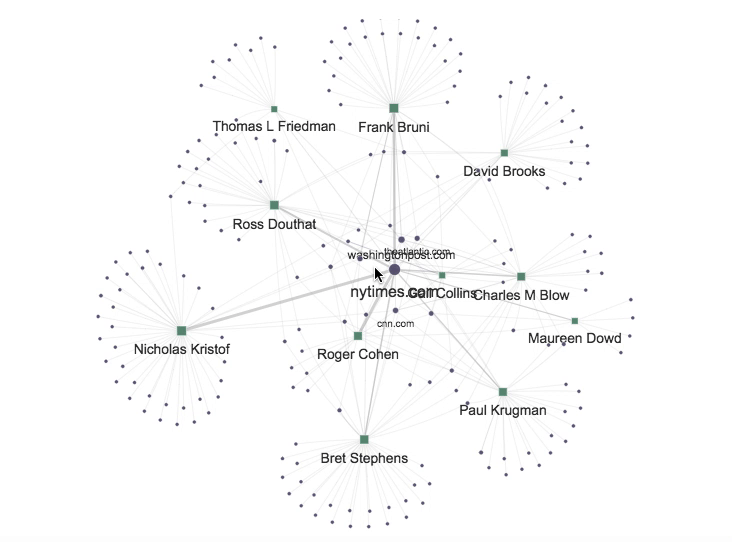 Thomas L Friedman
Frank Bruni
David Brooks
Ross Douthat
theatlantic.com
washingtonpost.com
nytimes.com
Gail Collins
Charles M Blow
cnn.com
Maureen Dowd
Nicholas Kristof
Roger Cohen
Paul Krugman
Bret Stephens